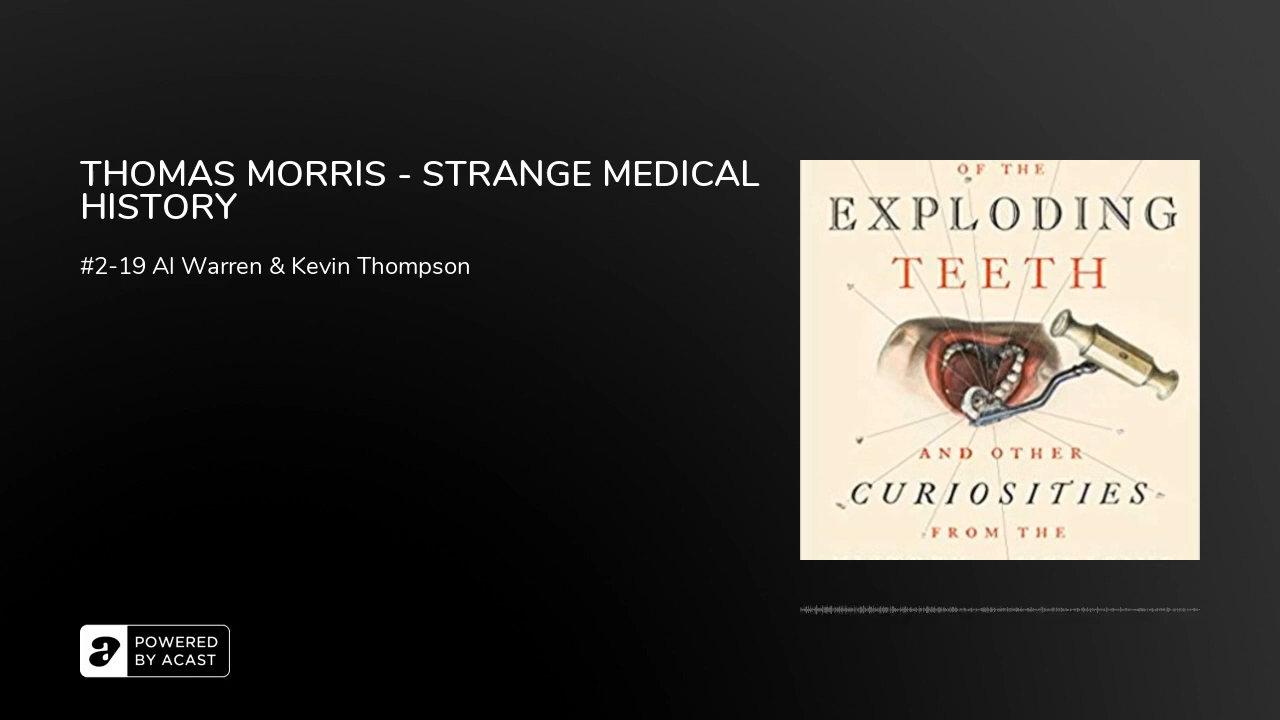 THOMAS MORRIS - STRANGE MEDICAL
HISTORY
#2-19 Al Warren & Kevin Thompson
OF THE
EXPLODING
TEETH
AND OTHER
CURIOSITIES
FROM THE
a
POWERED
BY ACAST